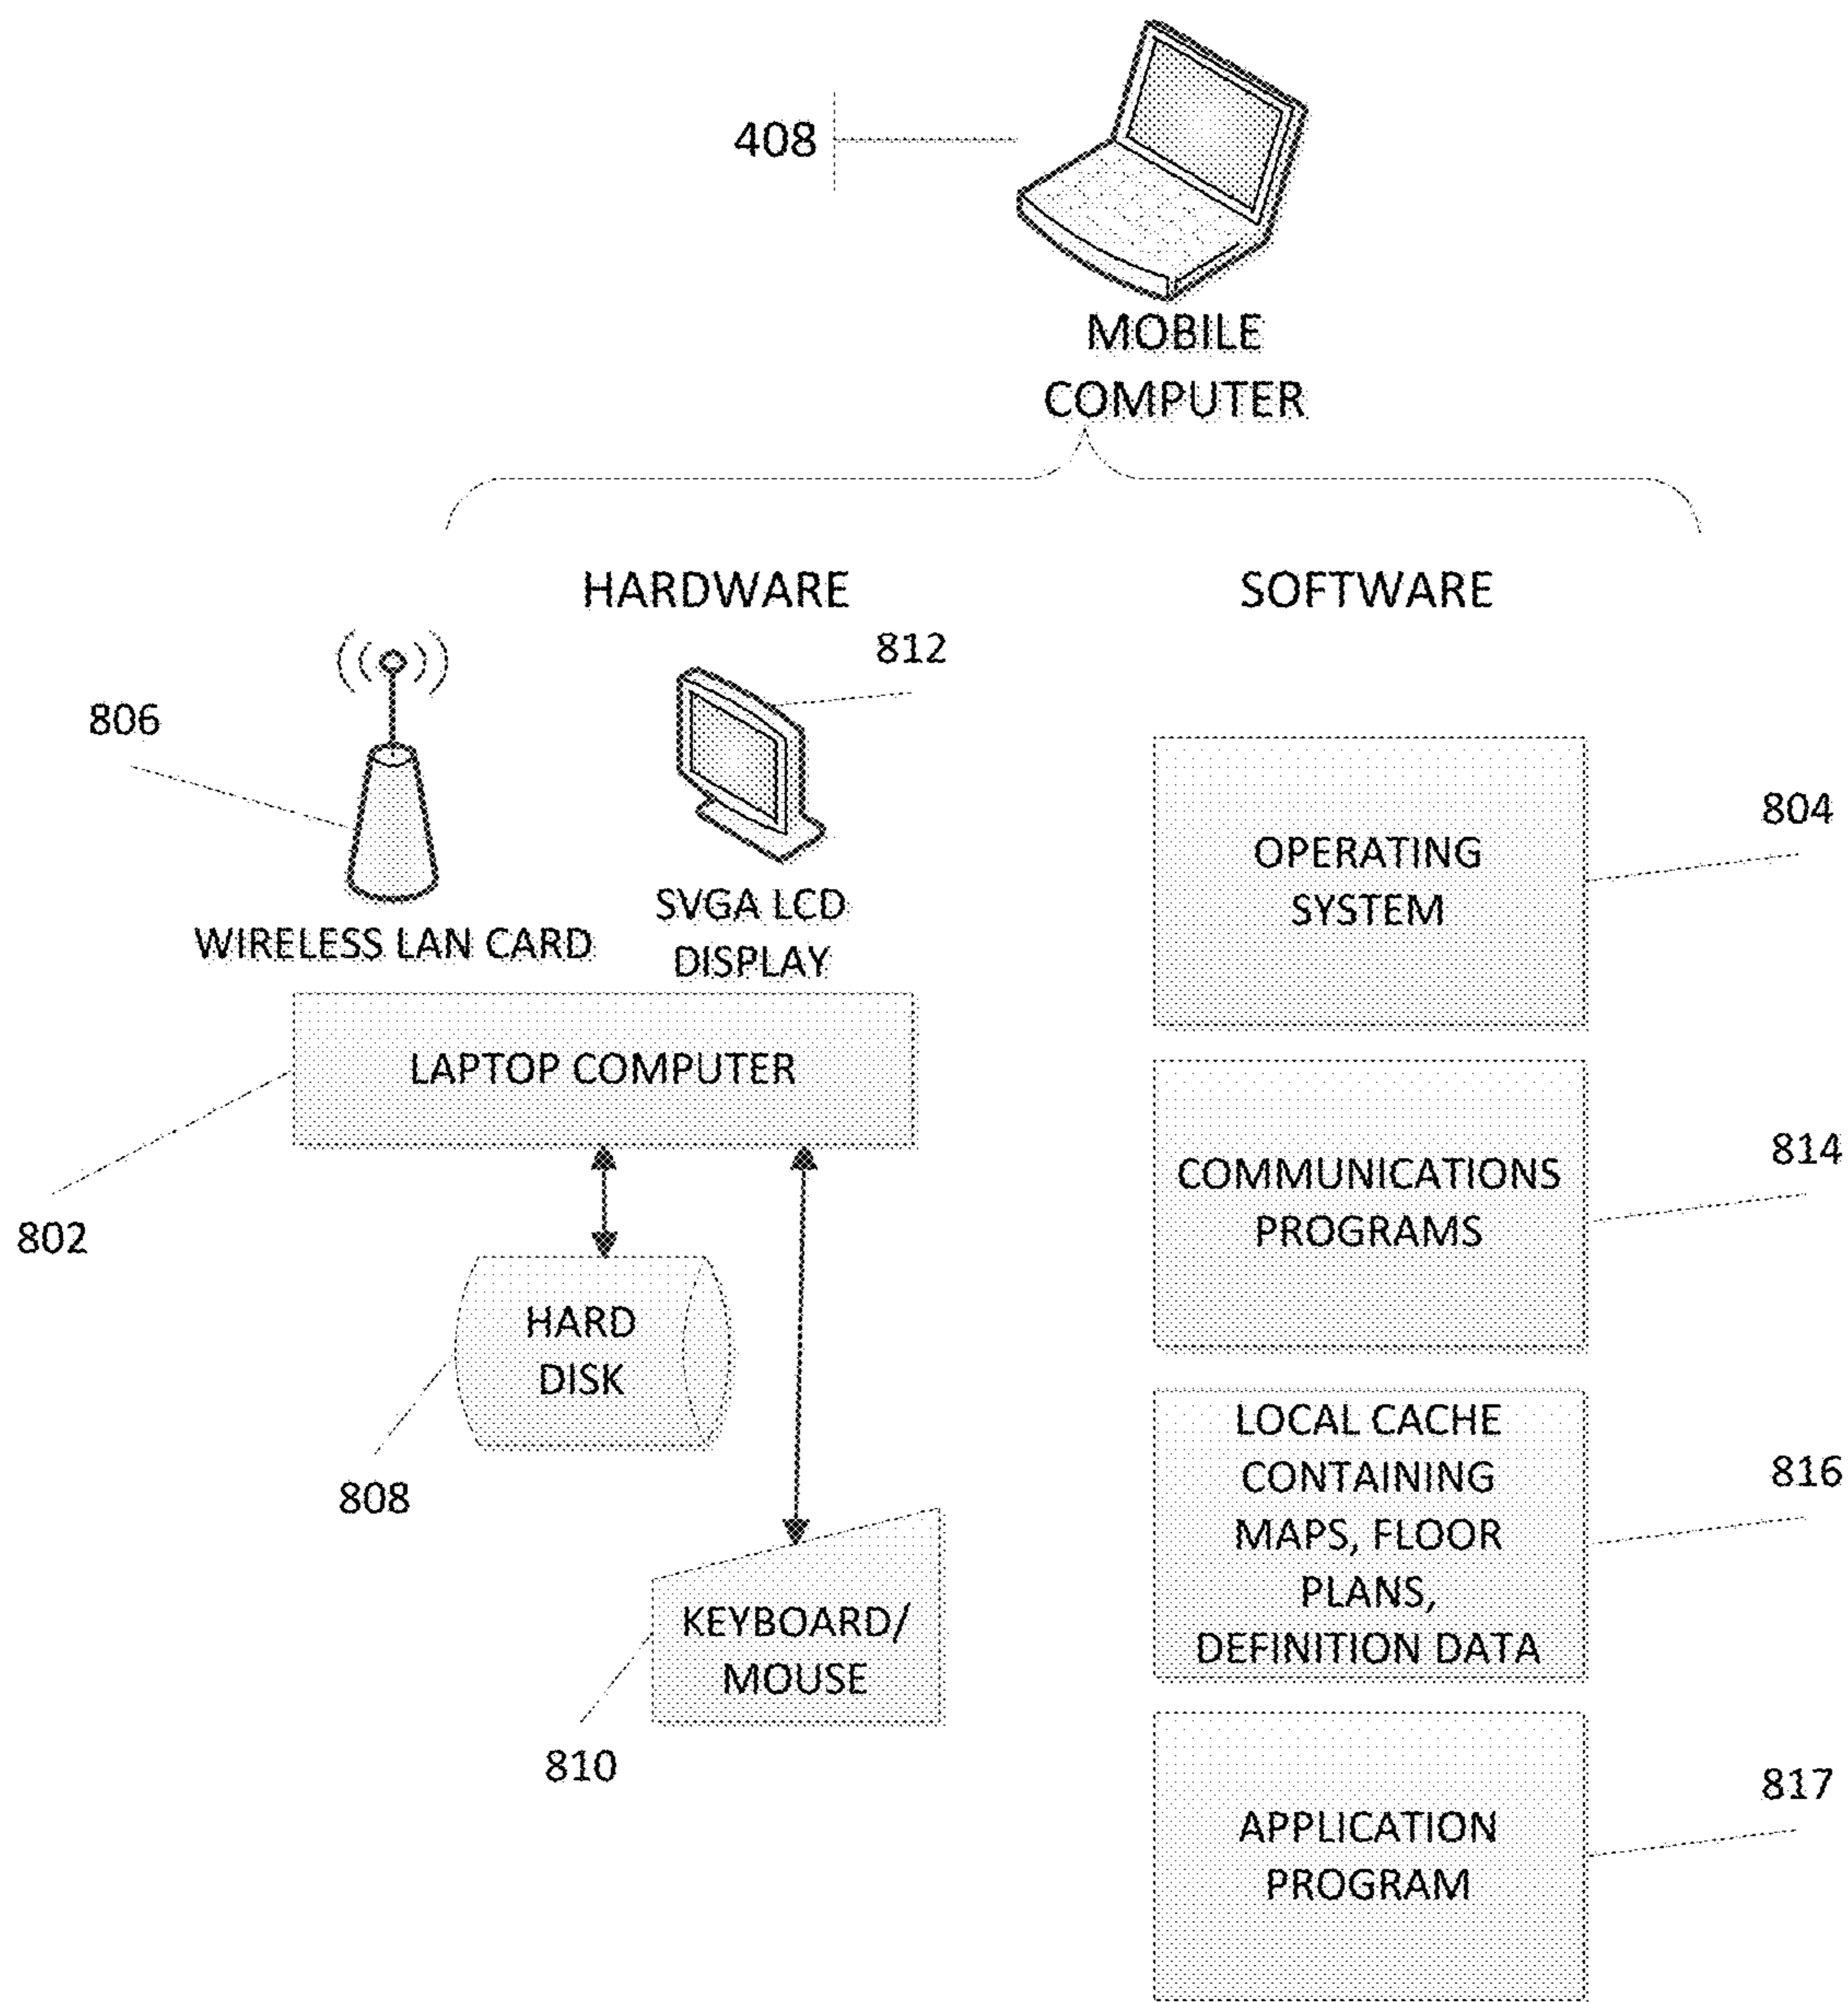 408
MOBILE
COMPUTER
HARDWARE
SOFTWARE
812
806
SVGA LCD
DISPLAY
WIRELESS LAN CARD
LAPTOP COMPUTER
802
HARD
DISK
808
KEYBOARD/
MOUSE
810
804
OPERATING
SYSTEM
814
COMMUNICATIONS
PROGRAMS
816
LOCAL CACHE
CONTAINING
MAPS, FLOOR
PLANS,
DEFINITION DATA
817
APPLICATION
PROGRAM